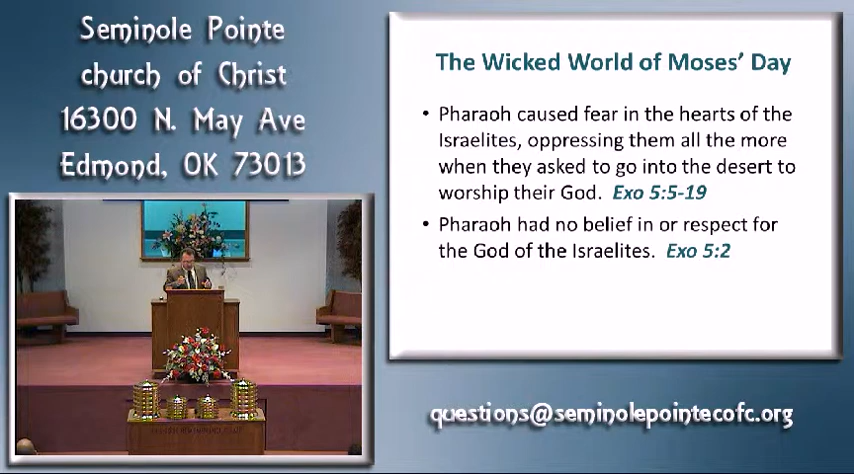 Seminole Pointe
church of Christ
16300 N. May Ave
Edmond, OK 73013
The Wicked World of Moses’ Day
• Pharaoh caused fear in the hearts of the
Israelites, oppressing them all the more
when they asked to go into the desert to
worship their God. Exo 5:5-19
• Pharaoh had no belief in or respect for
the God of the Israelites. Exo 5:2
questions@seminolepointecofc.org